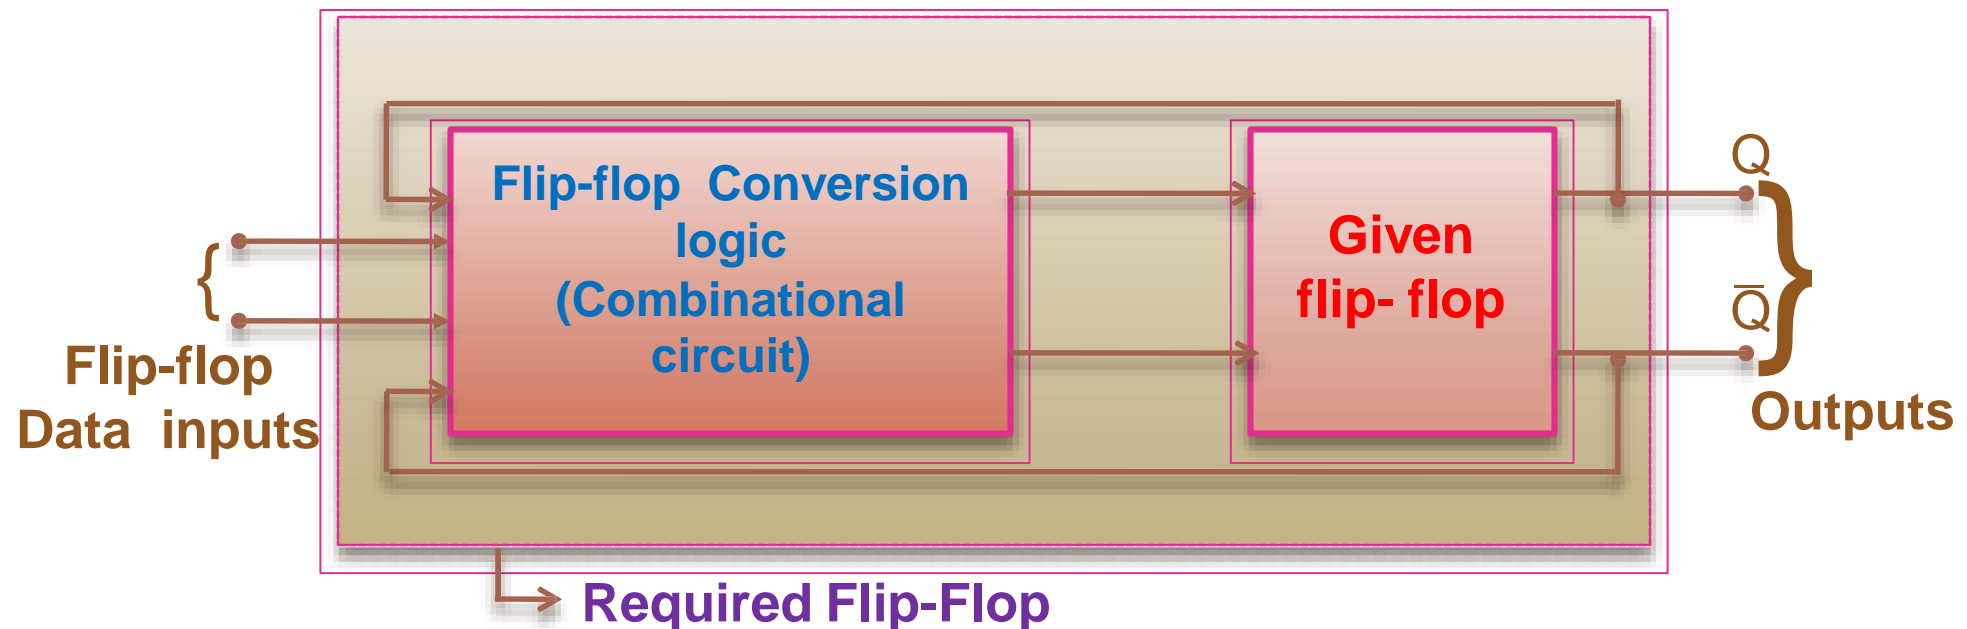 Flip-flop Conversion
logic
(Combinational
circuit)
Given
flip- flop
Q
Q̅
{
}
Flip-flop
Data inputs
Outputs
Required Flip-Flop